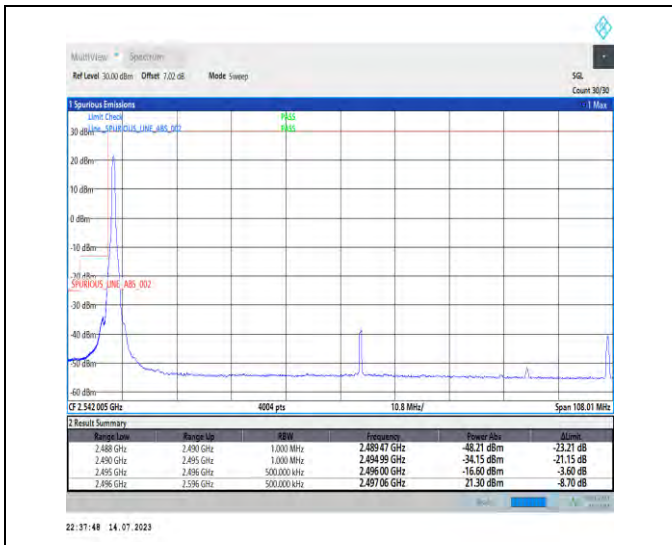 MultiView Spectrum
Ref Level 30.00 dBm Offset 7.02 dB Mode Sweep SGL
Count 30/30
1 Spurious Emissions 1 Max
Limit Check PASS
Line_SPURIOUS_LINE_ABS_002 PASS
30 dBm
20 dBm
10 dBm
0 dBm
-10 dBm
-20 dBm
SPURIOUS_LINE_ABS_002
-30 dBm
-40 dBm
-50 dBm
-60 dBm
CF 2.542 005 GHz 4004 pts 10.8 MHz/ Span 108.01 MHz
2 Result Summary
Range Low Range Up RBW Frequency Power Abs ΔLimit
2.488 GHz 2.490 GHz 1.000 MHz 2.489 47 GHz -48.21 dBm -23.21 dB
2.490 GHz 2.495 GHz 1.000 MHz 2.494 99 GHz -34.15 dBm -21.15 dB
2.495 GHz 2.496 GHz 500.000 kHz 2.496 00 GHz -16.60 dBm -3.60 dB
2.496 GHz 2.596 GHz 500.000 kHz 2.497 06 GHz 21.30 dBm -8.70 dB
22:37:48 14.07.2023